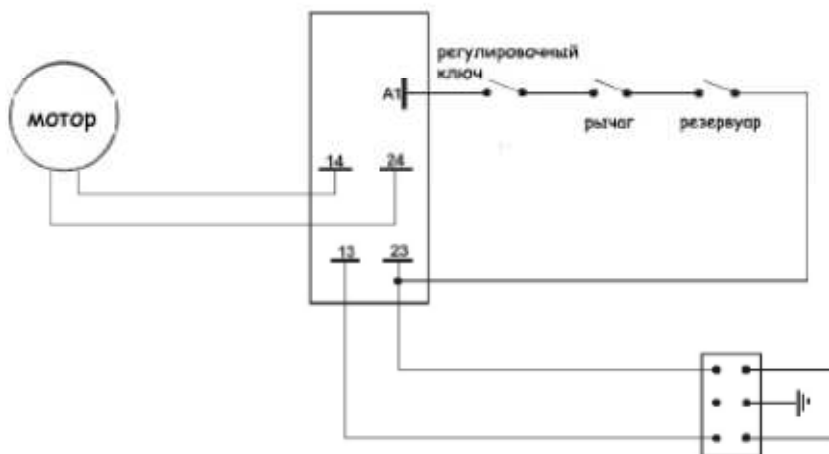 регулировочный
ключ
A1
рычаг
резервуар
мотор
14 24
13 23